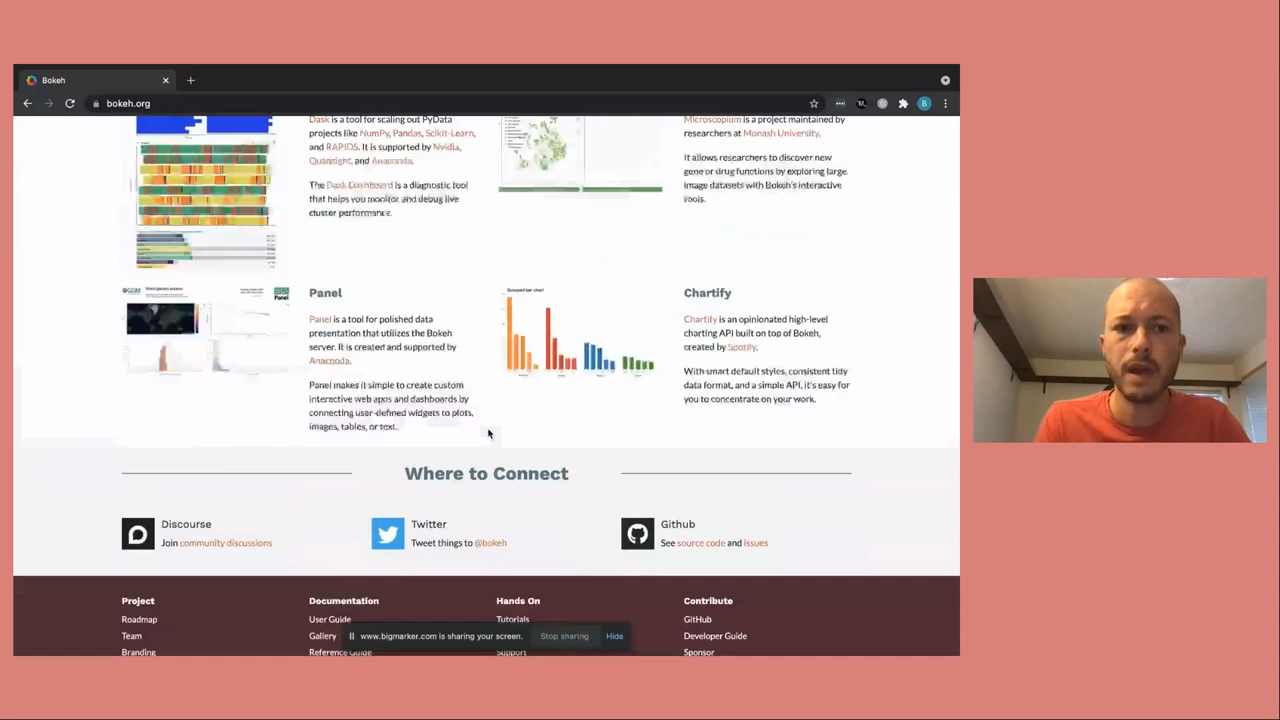 Bokeh
bokeh.org
Dask is a tool for scaling out PyData
projects like NumPy, Pandas, Scikit-Learn,
and RAPIDS. It is supported by Nvidia,
Quansight, and Anaconda.
The Dask Dashboard is a diagnostic tool
that helps you monitor and debug live
cluster performance.
Microscopium is a project maintained by
researchers at Monash University.
It allows researchers to discover new
gene or drug functions by exploring large
image datasets with Bokeh's interactive
tools.
Panel
Panel is a tool for polished data
presentation that utilizes the Bokeh
server. It is created and supported by
Anaconda.
Panel makes it simple to create custom
interactive web apps and dashboards by
connecting user-defined widgets to plots,
images, tables, or text.
Grouped bar chart
Chartify
Chartify is an opinionated high-level
charting API built on top of Bokeh,
created by Spotify.
With smart default styles, consistent tidy
data format, and a simple API, it's easy for
you to concentrate on your work.
Where to Connect
Discourse
Join community discussions
Twitter
Tweet things to @bokeh
Github
See source code and issues
Project
Roadmap
Team
Branding
Documentation
User Guide
Gallery
Reference Guide
Hands On
Tutorials
Support
Contribute
GitHub
Developer Guide
Sponsor
www.bigmarker.com is sharing your screen.
Stop sharing
Hide